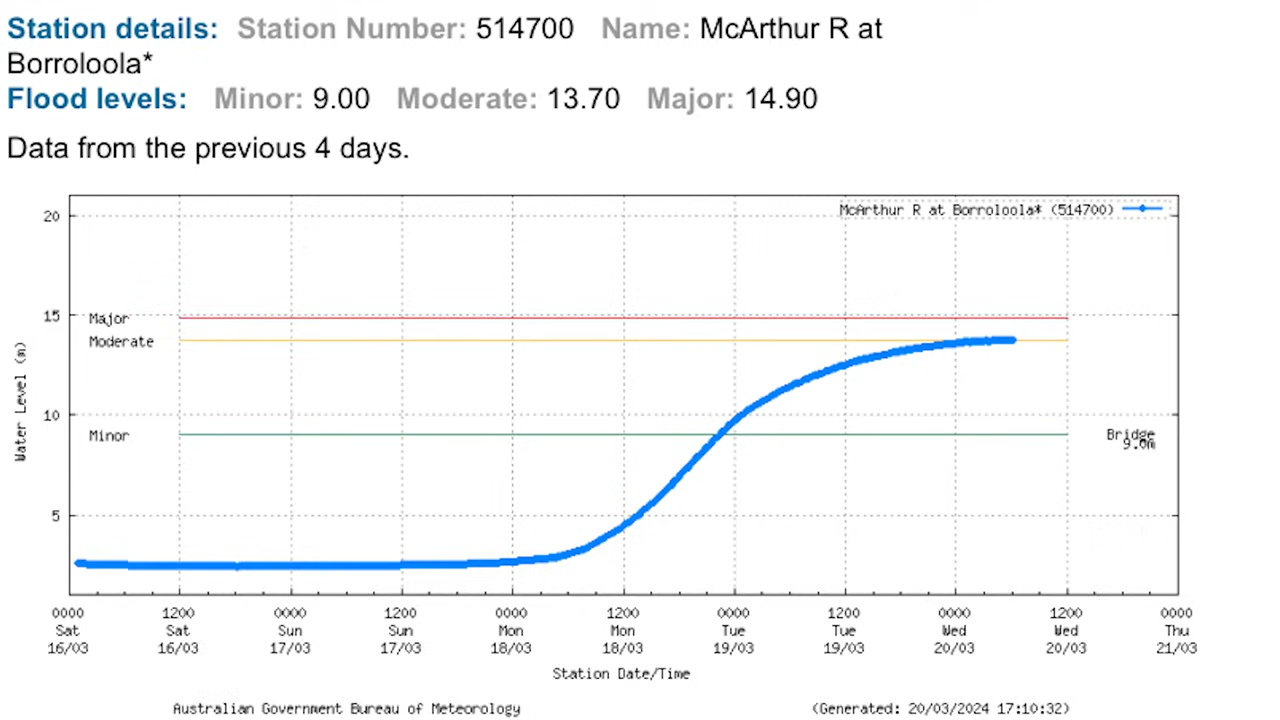 Station details: Station Number: 514700 Name: McArthur R at
Borroloola*
Flood levels: Minor: 9.00 Moderate: 13.70 Major: 14.90
Data from the previous 4 days.
McArthur R at Borroloola* (514700)
20
15
10
5
Water Level (m)
Major
Moderate
Minor
Bridge
9.0m
0000 1200 0000 1200 0000 1200 0000 1200 0000 1200 0000
Sat Sat Sun Sun Mon Mon Tue Tue Wed Wed Thu
16/03 16/03 17/03 17/03 18/03 18/03 19/03 19/03 20/03 20/03 21/03
Station Date/Time
Australian Government Bureau of Meteorology (Generated: 20/03/2024 17:10:32)